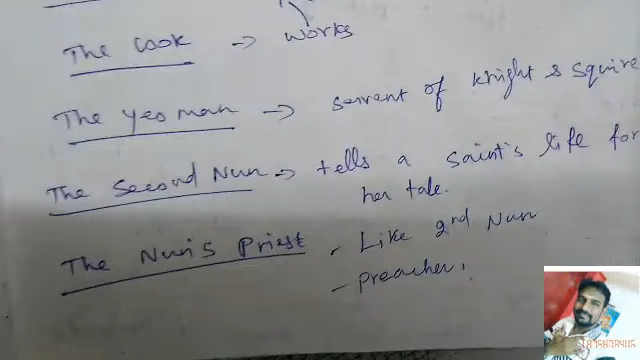 The Cook → works
The Yeoman → servant of Knight & Squire
The Second Nun → tells a Saint's life for
her tale.
The Nun's Priest - Like 2nd Nun
- preacher.